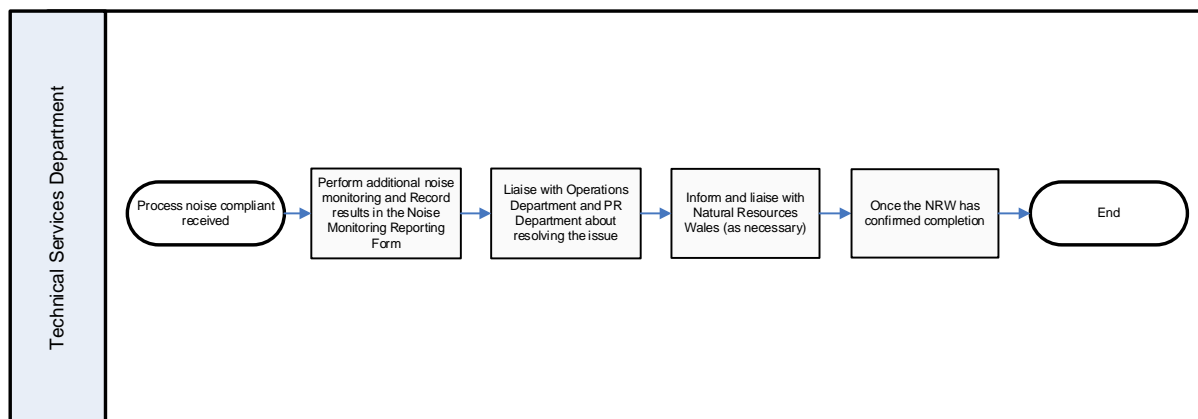 Technical Services Department
Process noise compliant
received
Perform additional noise
monitoring and Record
results in the Noise
Monitoring Reporting
Form
Liaise with Operations
Department and PR
Department about
resolving the issue
Inform and liaise with
Natural Resources
Wales (as necessary)
Once the NRW has
confirmed completion
End